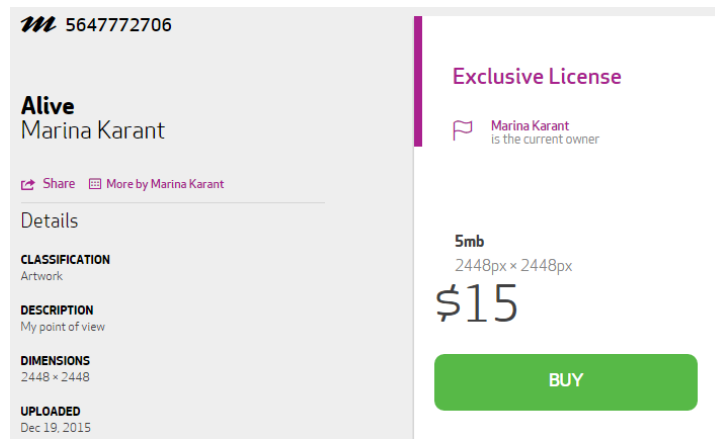 m 5647772706
Alive
Marina Karant
Share More by Marina Karant
Details
CLASSIFICATION
Artwork
DESCRIPTION
My point of view
DIMENSIONS
2448 × 2448
UPLOADED
Dec 19, 2015
Exclusive License
Marina Karant
is the current owner
5mb
2448px × 2448px
$15
BUY